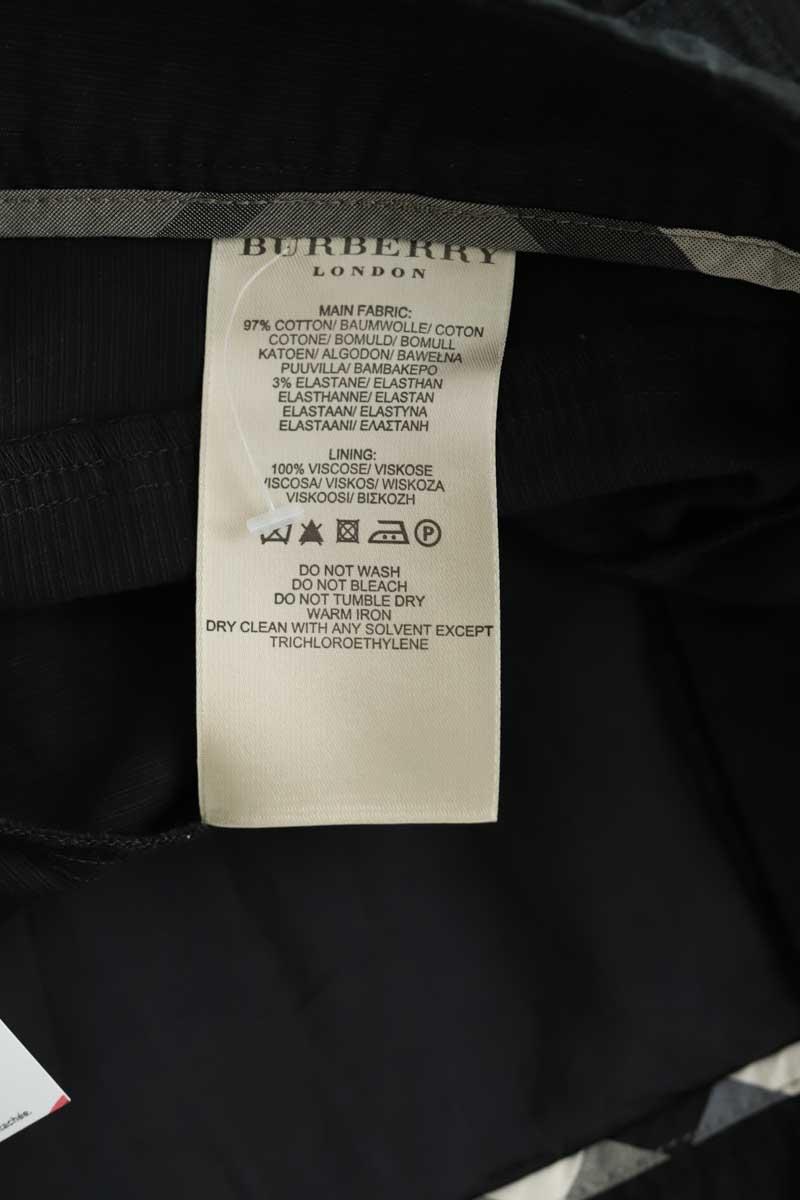 BURBERRY
LONDON
MAIN FABRIC:
97% COTTON/ BAUMWOLLE/ COTON
COTONE/ BOMULD/ BOMULL
KATOEN/ ALGODON/ BAWEŁNA
PUUVILLA/ ΒΑΜΒΑΚΕΡΟ
3% ELASTANE/ ELASTHAN
ELASTHANNE/ ELASTAN
ELASTAAN/ ELASTYNA
ELASTAANI/ ΕΛΑΣΤΑΝΗ
LINING:
100% VISCOSE/ VISKOSE
VISCOSA/ VISKOS/ WISKOZA
VISKOOSI/ ΒΙΣΚΟΖΗ
P
DO NOT WASH
DO NOT BLEACH
DO NOT TUMBLE DRY
WARM IRON
DRY CLEAN WITH ANY SOLVENT EXCEPT
TRICHLOROETHYLENE